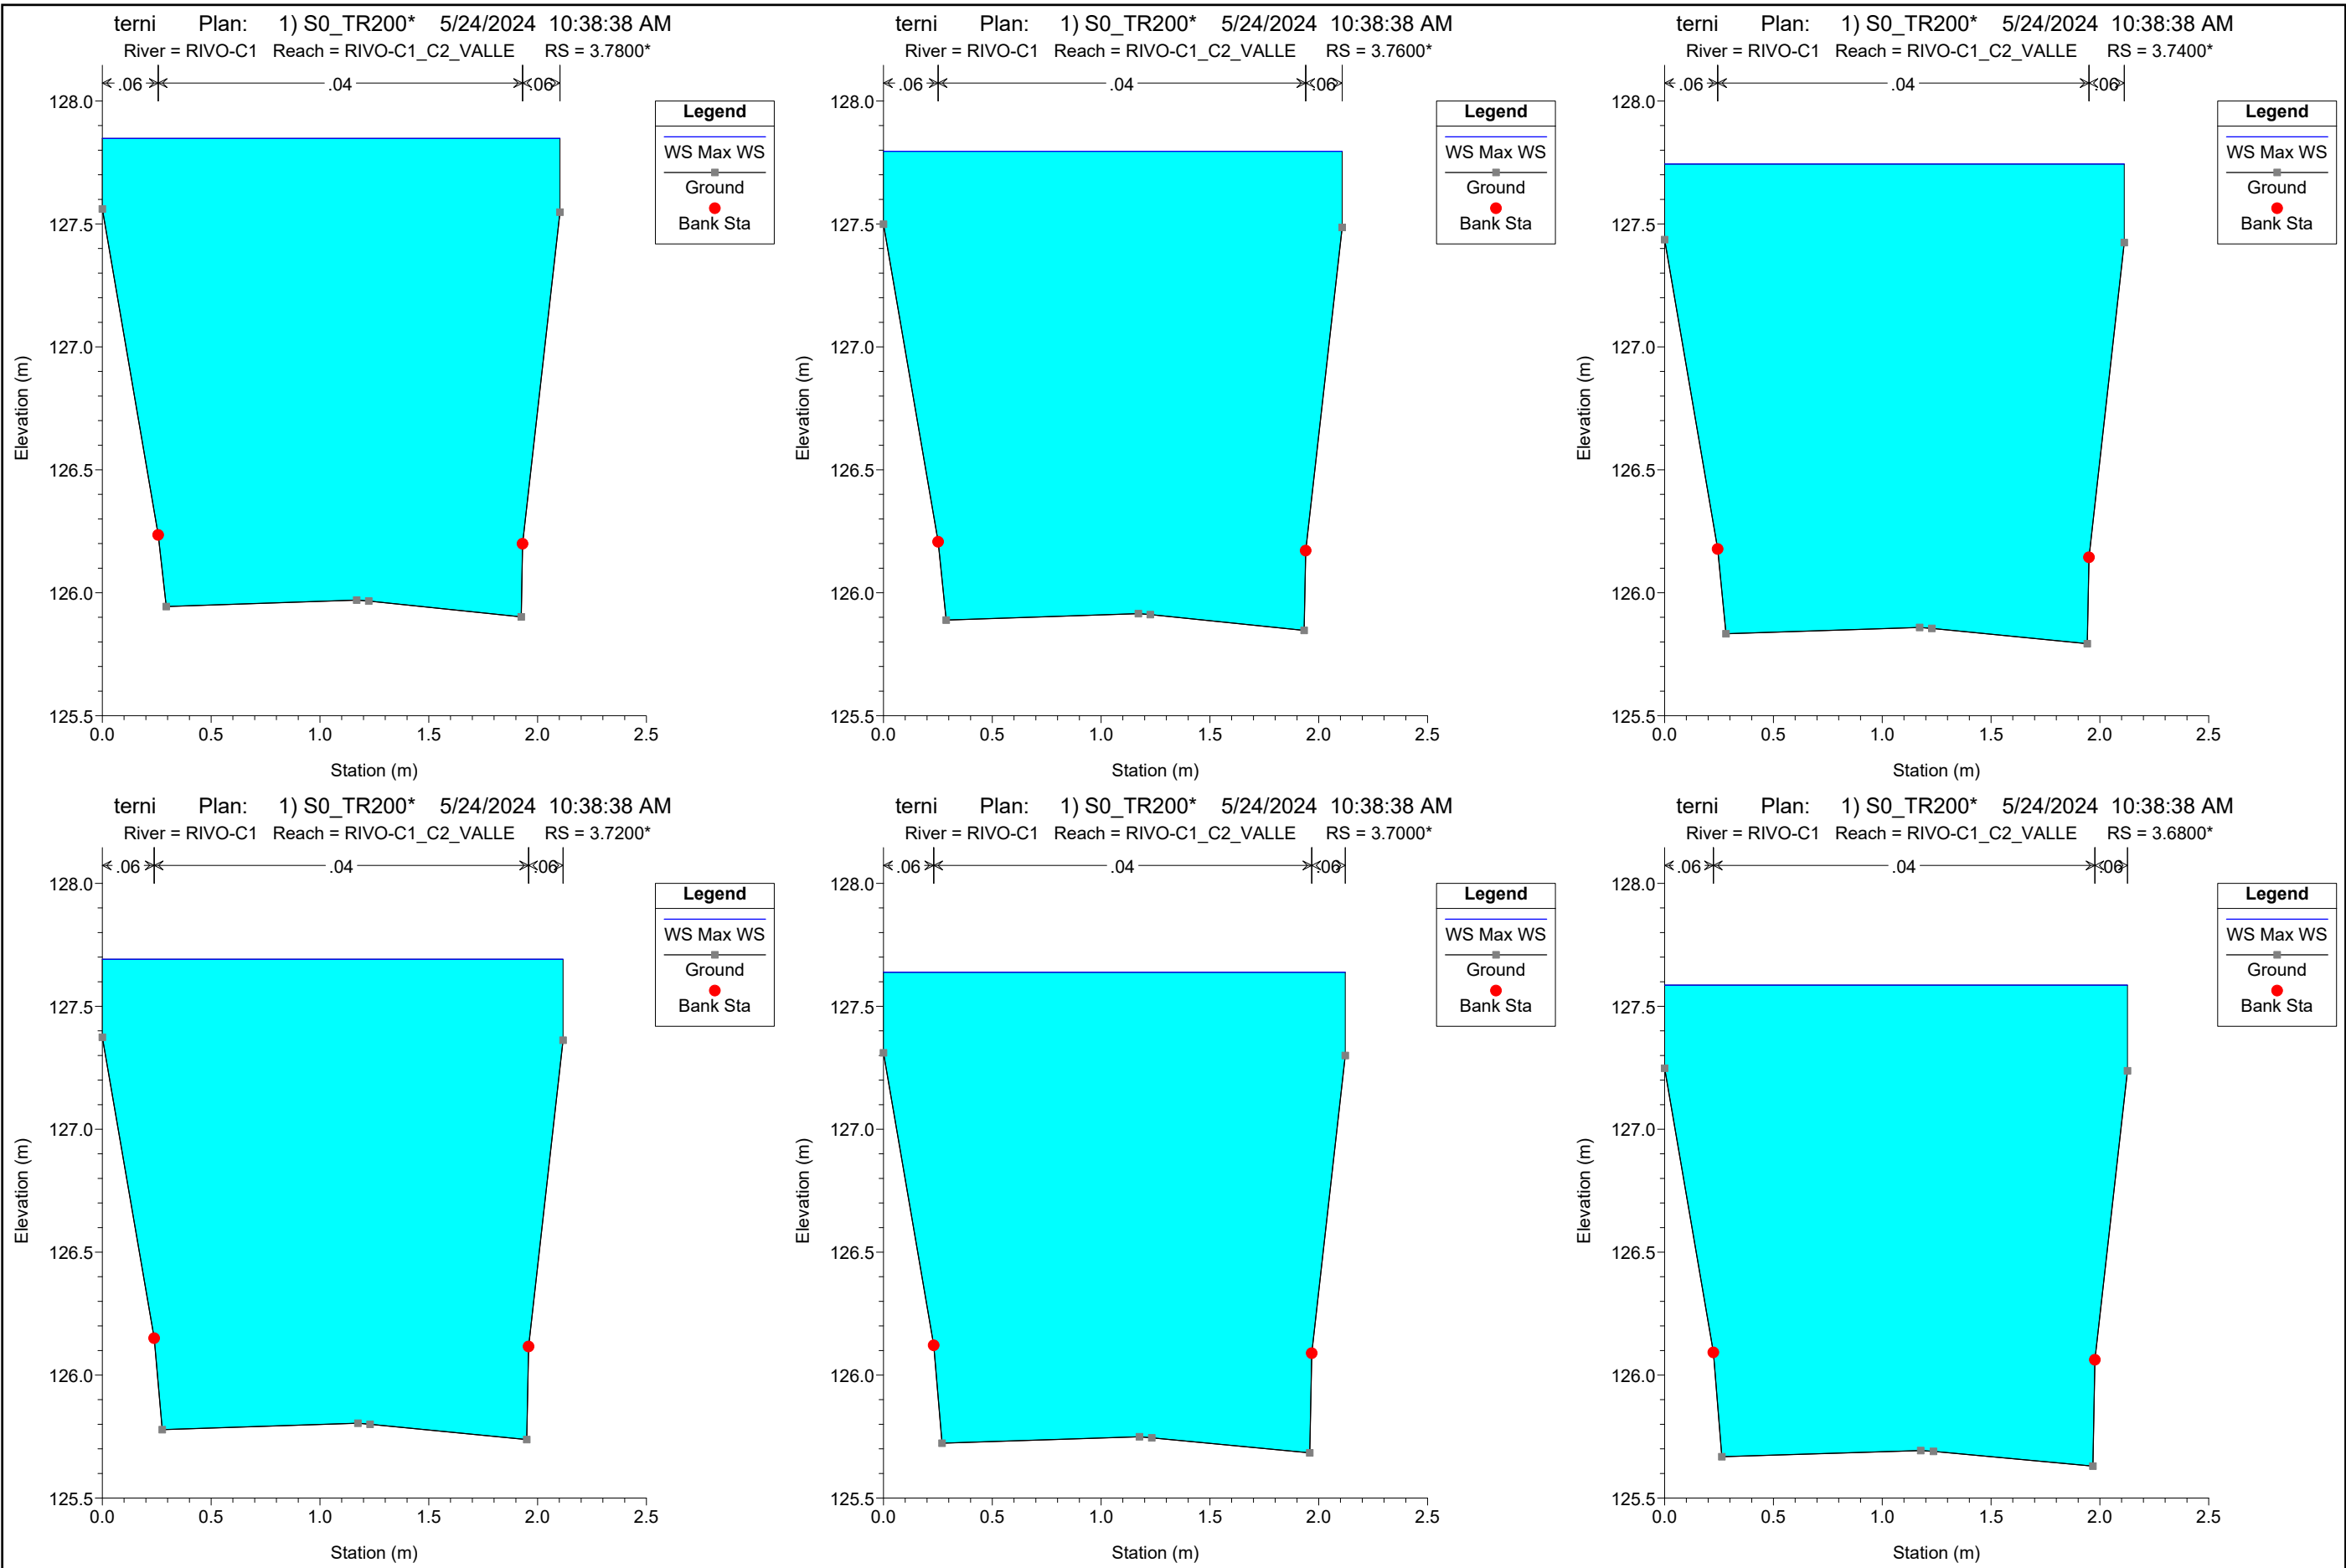 terni Plan: 1) S0_TR200* 5/24/2024 10:38:38 AM
River = RIVO-C1 Reach = RIVO-C1_C2_VALLE RS = 3.7800*
.06 .04 .06
128.0
127.5
127.0
126.5
126.0
125.5
0.0 0.5 1.0 1.5 2.0 2.5
Station (m)
Elevation (m)
Legend
WS Max WS
Ground
Bank Sta
terni Plan: 1) S0_TR200* 5/24/2024 10:38:38 AM
River = RIVO-C1 Reach = RIVO-C1_C2_VALLE RS = 3.7600*
.06 .04 .06
128.0
127.5
127.0
126.5
126.0
125.5
0.0 0.5 1.0 1.5 2.0 2.5
Station (m)
Elevation (m)
Legend
WS Max WS
Ground
Bank Sta
terni Plan: 1) S0_TR200* 5/24/2024 10:38:38 AM
River = RIVO-C1 Reach = RIVO-C1_C2_VALLE RS = 3.7400*
.06 .04 .06
128.0
127.5
127.0
126.5
126.0
125.5
0.0 0.5 1.0 1.5 2.0 2.5
Station (m)
Elevation (m)
Legend
WS Max WS
Ground
Bank Sta
terni Plan: 1) S0_TR200* 5/24/2024 10:38:38 AM
River = RIVO-C1 Reach = RIVO-C1_C2_VALLE RS = 3.7200*
.06 .04 .06
128.0
127.5
127.0
126.5
126.0
125.5
0.0 0.5 1.0 1.5 2.0 2.5
Station (m)
Elevation (m)
Legend
WS Max WS
Ground
Bank Sta
terni Plan: 1) S0_TR200* 5/24/2024 10:38:38 AM
River = RIVO-C1 Reach = RIVO-C1_C2_VALLE RS = 3.7000*
.06 .04 .06
128.0
127.5
127.0
126.5
126.0
125.5
0.0 0.5 1.0 1.5 2.0 2.5
Station (m)
Elevation (m)
Legend
WS Max WS
Ground
Bank Sta
terni Plan: 1) S0_TR200* 5/24/2024 10:38:38 AM
River = RIVO-C1 Reach = RIVO-C1_C2_VALLE RS = 3.6800*
.06 .04 .06
128.0
127.5
127.0
126.5
126.0
125.5
0.0 0.5 1.0 1.5 2.0 2.5
Station (m)
Elevation (m)
Legend
WS Max WS
Ground
Bank Sta